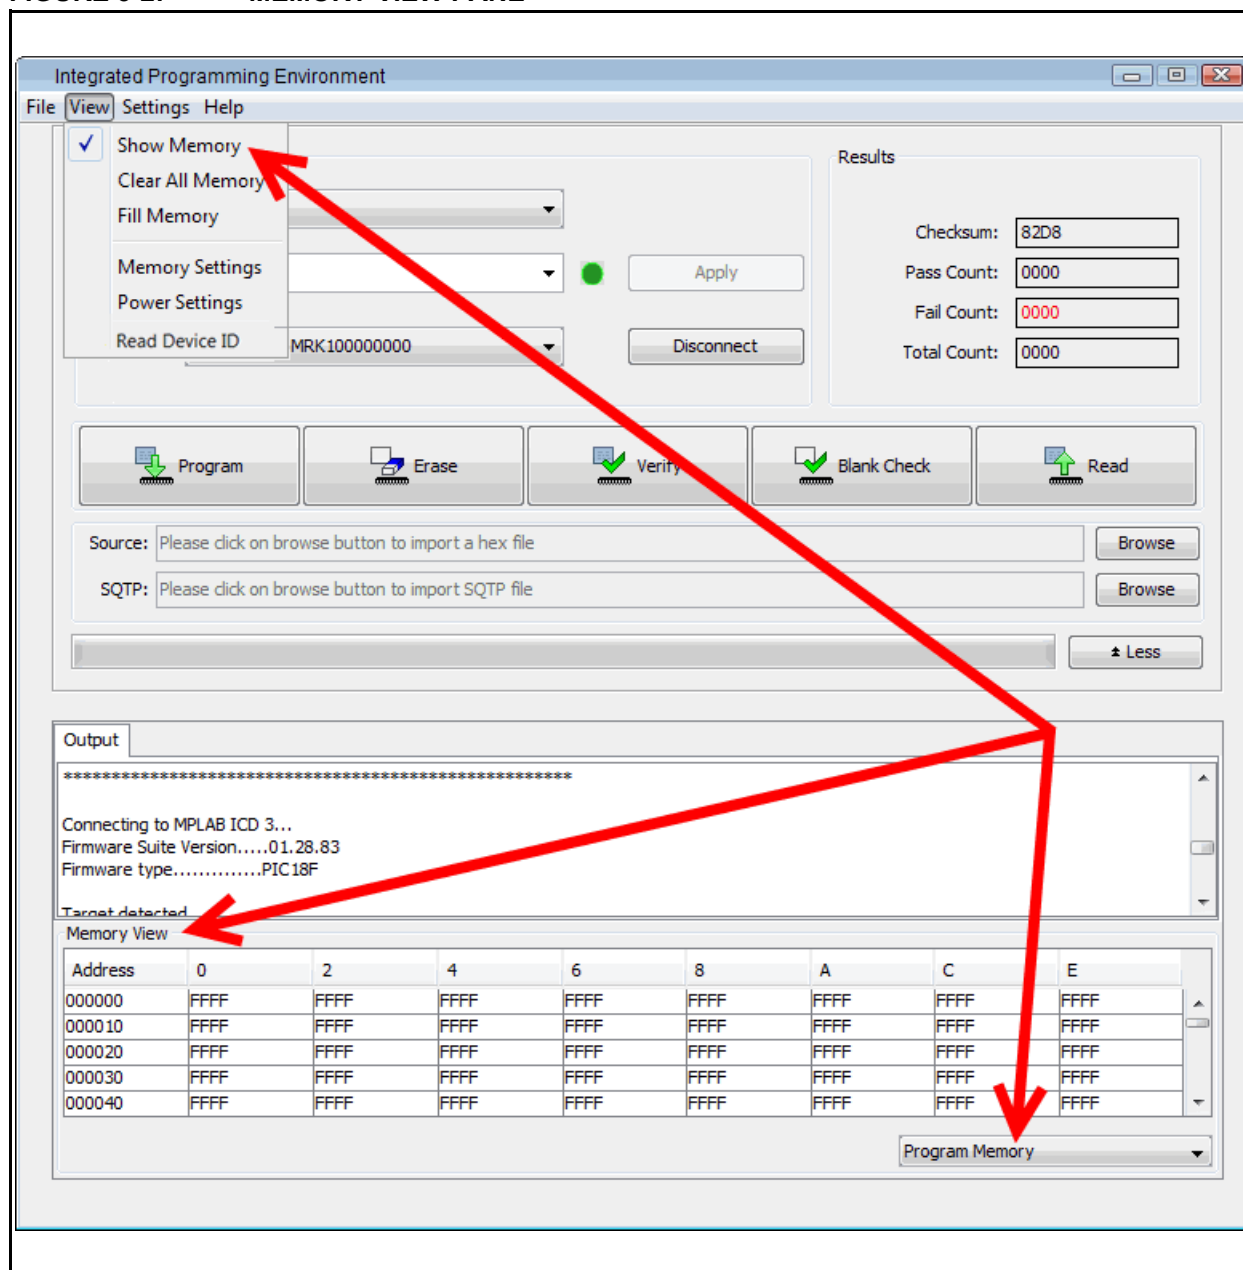 Integrated Programming Environment
File View Settings Help
Show Memory
Clear All Memory
Fill Memory
Memory Settings
Power Settings
Read Device ID
MRK100000000
Apply
Disconnect
Results
Checksum: 82D8
Pass Count: 0000
Fail Count: 0000
Total Count: 0000
Program Erase Verify Blank Check Read
Source: Please click on browse button to import a hex file Browse
SQTP: Please click on browse button to import SQTP file Browse
Less
Output
*****************************************************
Connecting to MPLAB ICD 3...
Firmware Suite Version.....01.28.83
Firmware type..............PIC18F
Target detected
Memory View
Address 0 2 4 6 8 A C E
000000 FFFF FFFF FFFF FFFF FFFF FFFF FFFF FFFF
000010 FFFF FFFF FFFF FFFF FFFF FFFF FFFF FFFF
000020 FFFF FFFF FFFF FFFF FFFF FFFF FFFF FFFF
000030 FFFF FFFF FFFF FFFF FFFF FFFF FFFF FFFF
000040 FFFF FFFF FFFF FFFF FFFF FFFF FFFF FFFF
Program Memory